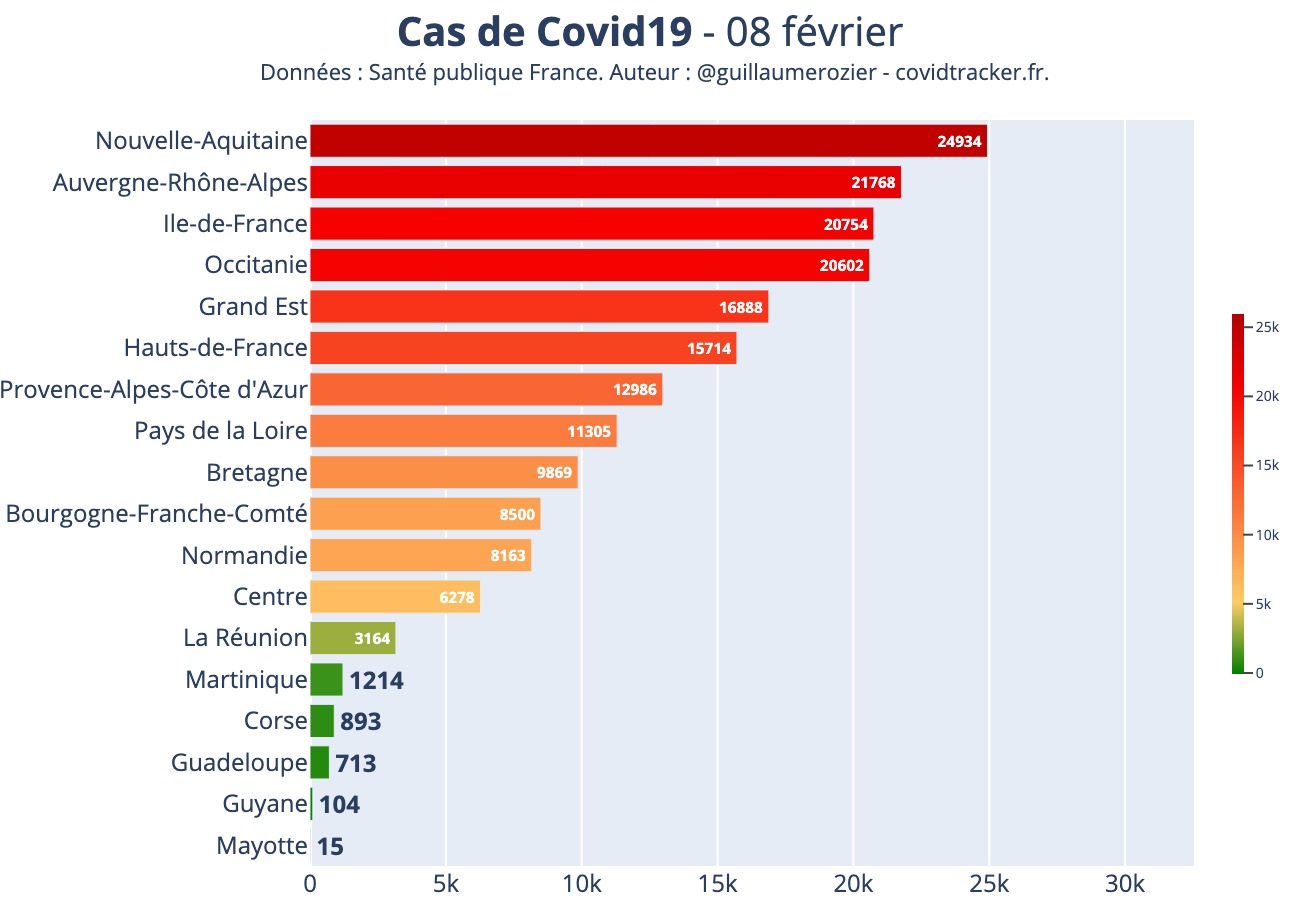 Cas de Covid19 - 08 février
Données : Santé publique France. Auteur : @guillaumerozier - covidtracker.fr.
Nouvelle-Aquitaine 24934
Auvergne-Rhône-Alpes 21768
Ile-de-France 20754
Occitanie 20602
Grand Est 16888
Hauts-de-France 15714
Provence-Alpes-Côte d'Azur 12986
Pays de la Loire 11305
Bretagne 9869
Bourgogne-Franche-Comté 8500
Normandie 8163
Centre 6278
La Réunion 3164
Martinique 1214
Corse 893
Guadeloupe 713
Guyane 104
Mayotte 15
0 5k 10k 15k 20k 25k 30k
25k
20k
15k
10k
5k
0